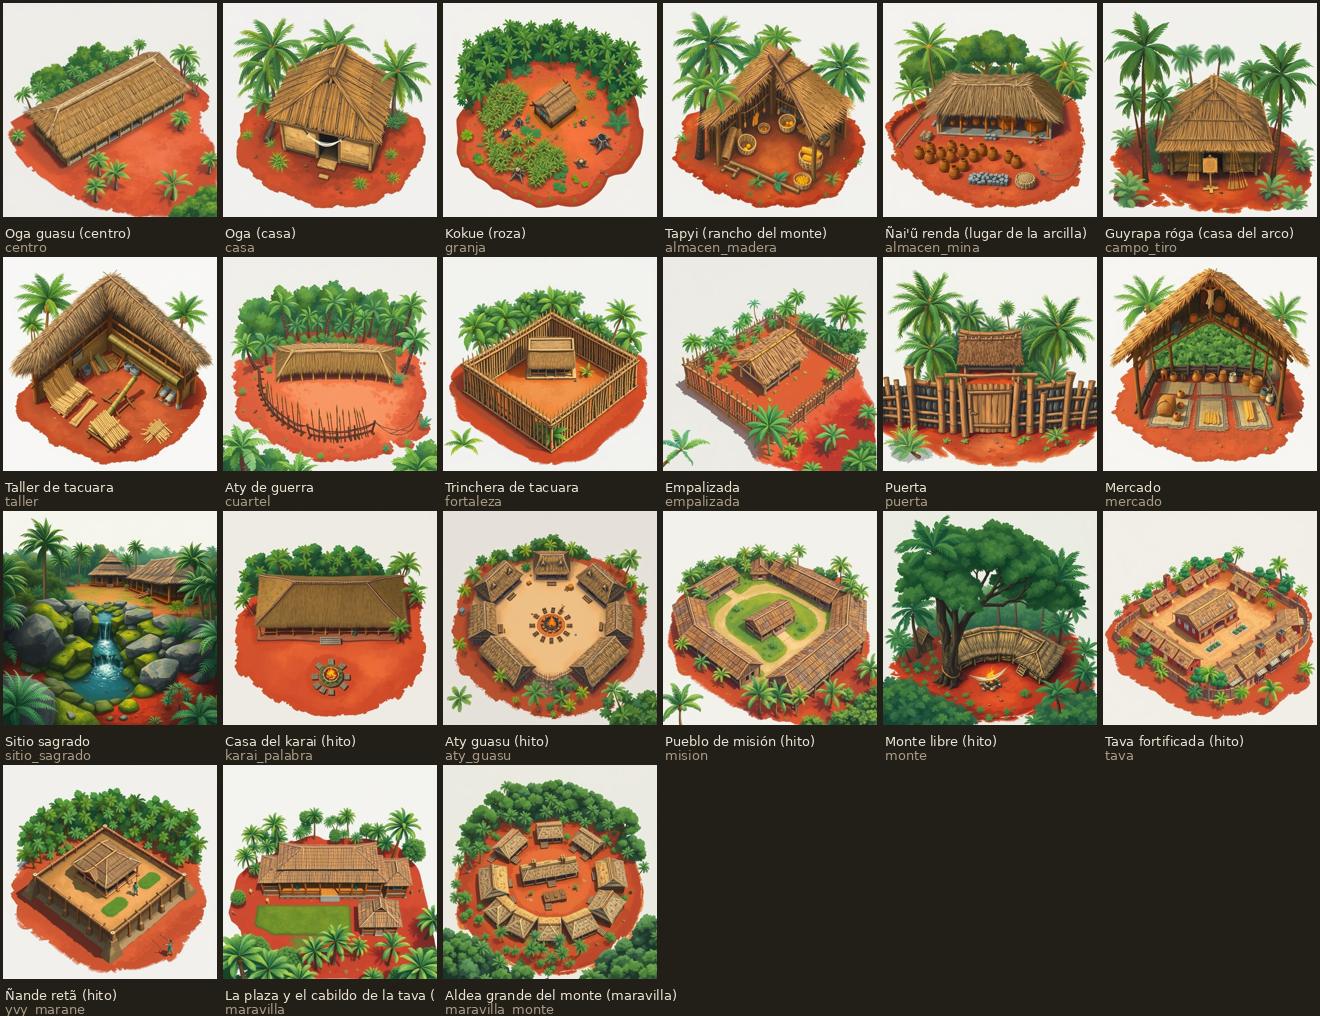 Oga guasu (centro)
centro
Oga (casa)
casa
Kokue (roza)
granja
Tapyi (rancho del monte)
almacen_madera
Ñai'ũ renda (lugar de la arcilla)
almacen_mina
Guyrapa róga (casa del arco)
campo_tiro
Taller de tacuara
taller
Aty de guerra
cuartel
Trinchera de tacuara
fortaleza
Empalizada
empalizada
Puerta
puerta
Mercado
mercado
Sitio sagrado
sitio_sagrado
Casa del karai (hito)
karai_palabra
Aty guasu (hito)
aty_guasu
Pueblo de misión (hito)
mision
Monte libre (hito)
monte
Tava fortificada (hito)
tava
Ñande retã (hito)
yvy_marane
La plaza y el cabildo de la tava (
maravilla
Aldea grande del monte (maravilla)
maravilla_monte